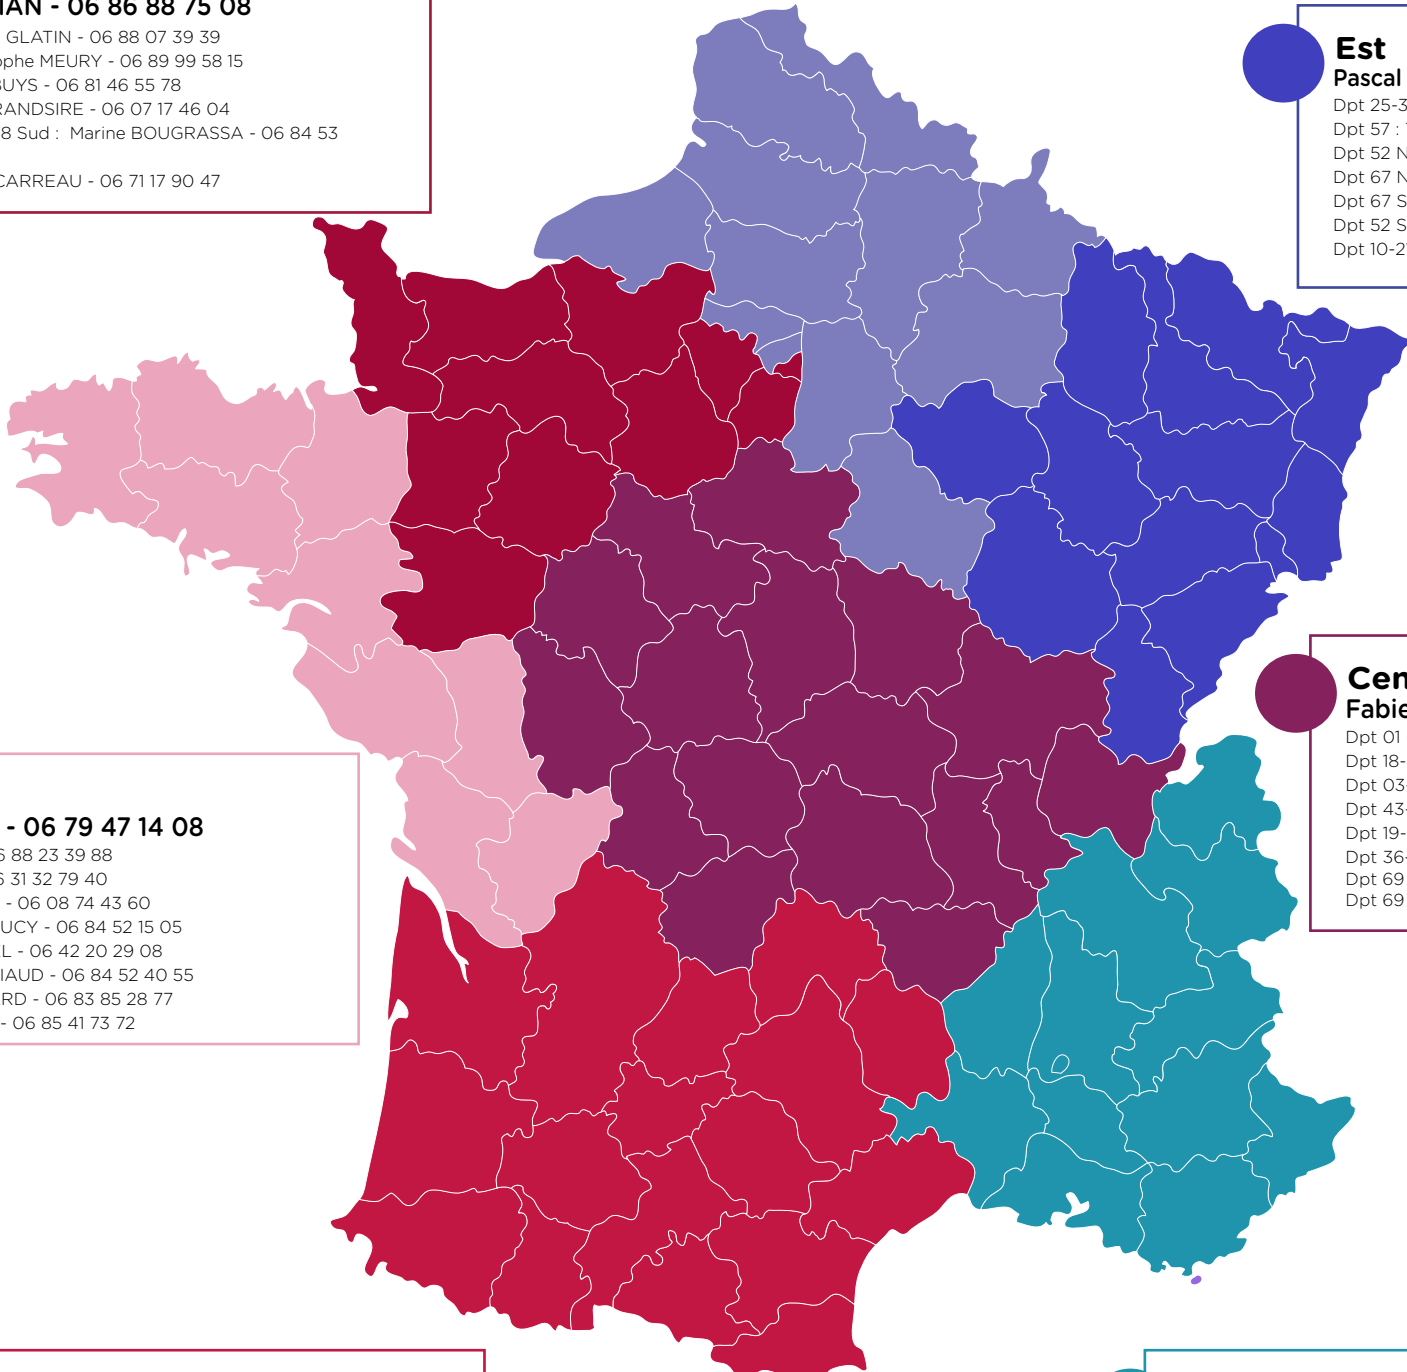 IAN - 06 86 88 75 08
GLATIN - 06 88 07 39 39
ophe MEURY - 06 89 99 58 15
BUYS - 06 81 46 55 78
RANDSIRE - 06 07 17 46 04
8 Sud : Marine BOUGRASSA - 06 84 53
CARREAU - 06 71 17 90 47
Est
Pascal
Dpt 25-3
Dpt 57 :
Dpt 52 N
Dpt 67 N
Dpt 67 S
Dpt 52 S
Dpt 10-2
- 06 79 47 14 08
6 88 23 39 88
6 31 32 79 40
- 06 08 74 43 60
UCY - 06 84 52 15 05
EL - 06 42 20 29 08
IAUD - 06 84 52 40 55
RD - 06 83 85 28 77
- 06 85 41 73 72
Cen
Fabie
Dpt 01
Dpt 18-
Dpt 03-
Dpt 43-
Dpt 19-
Dpt 36-
Dpt 69
Dpt 69